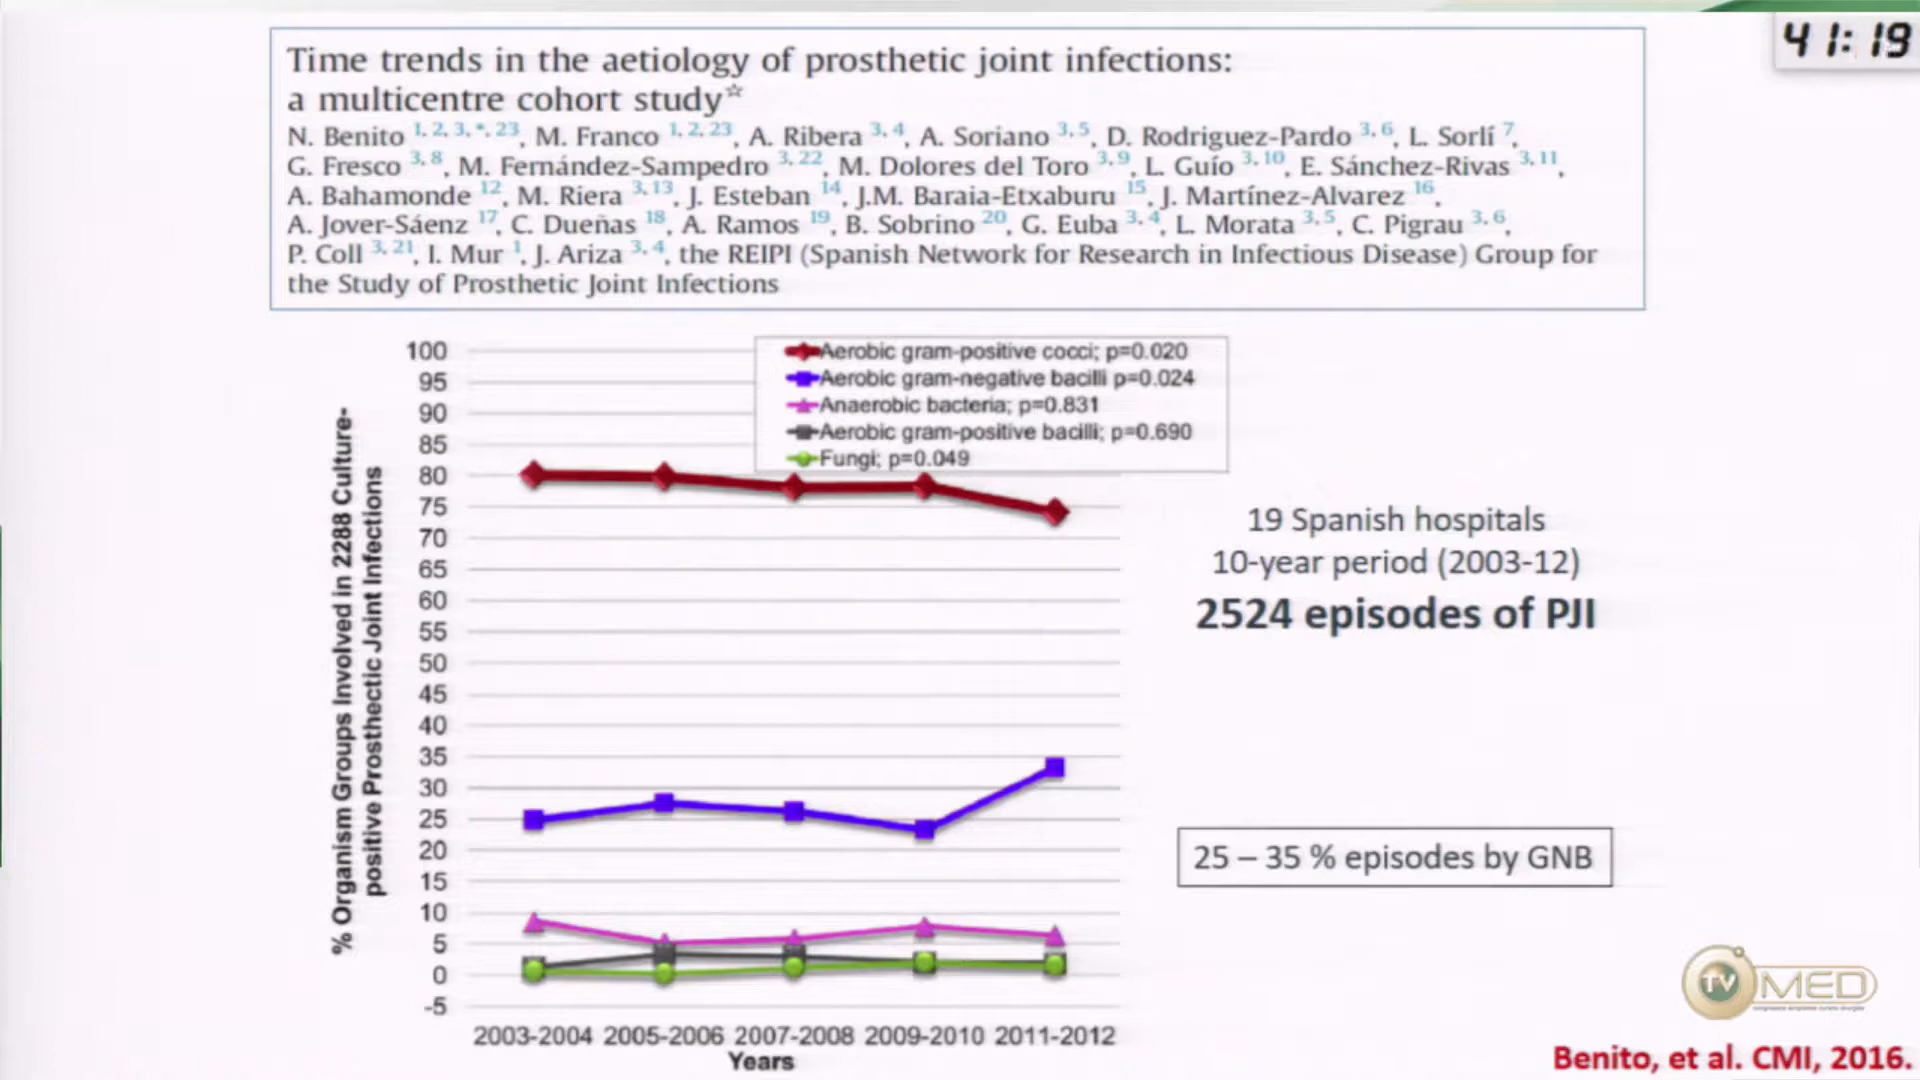 41:19
Time trends in the aetiology of prosthetic joint infections:
a multicentre cohort study☆
N. Benito 1, 2, 3, *, 23, M. Franco 1, 2, 23, A. Ribera 3, 4, A. Soriano 3, 5, D. Rodriguez-Pardo 3, 6, L. Sorlí 7,
G. Fresco 3, 8, M. Fernández-Sampedro 3, 22, M. Dolores del Toro 3, 9, L. Guío 3, 10, E. Sánchez-Rivas 3, 11,
A. Bahamonde 12, M. Riera 3, 13, J. Esteban 14, J.M. Baraia-Etxaburu 15, J. Martínez-Alvarez 16,
A. Jover-Sáenz 17, C. Dueñas 18, A. Ramos 19, B. Sobrino 20, G. Euba 3, 4, L. Morata 3, 5, C. Pigrau 3, 6,
P. Coll 3, 21, I. Mur 1, J. Ariza 3, 4, the REIPI (Spanish Network for Research in Infectious Disease) Group for
the Study of Prosthetic Joint Infections
% Organism Groups Involved in 2288 Culture-
positive Prosthectic Joint Infections
100
95
90
85
80
75
70
65
60
55
50
45
40
35
30
25
20
15
10
5
0
-5
Aerobic gram-positive cocci; p=0.020
Aerobic gram-negative bacilli p=0.024
Anaerobic bacteria; p=0.831
Aerobic gram-positive bacilli; p=0.690
Fungi; p=0.049
2003-2004 2005-2006 2007-2008 2009-2010 2011-2012
Years
19 Spanish hospitals
10-year period (2003-12)
2524 episodes of PJI
25 – 35 % episodes by GNB
TV MED
Benito, et al. CMI, 2016.